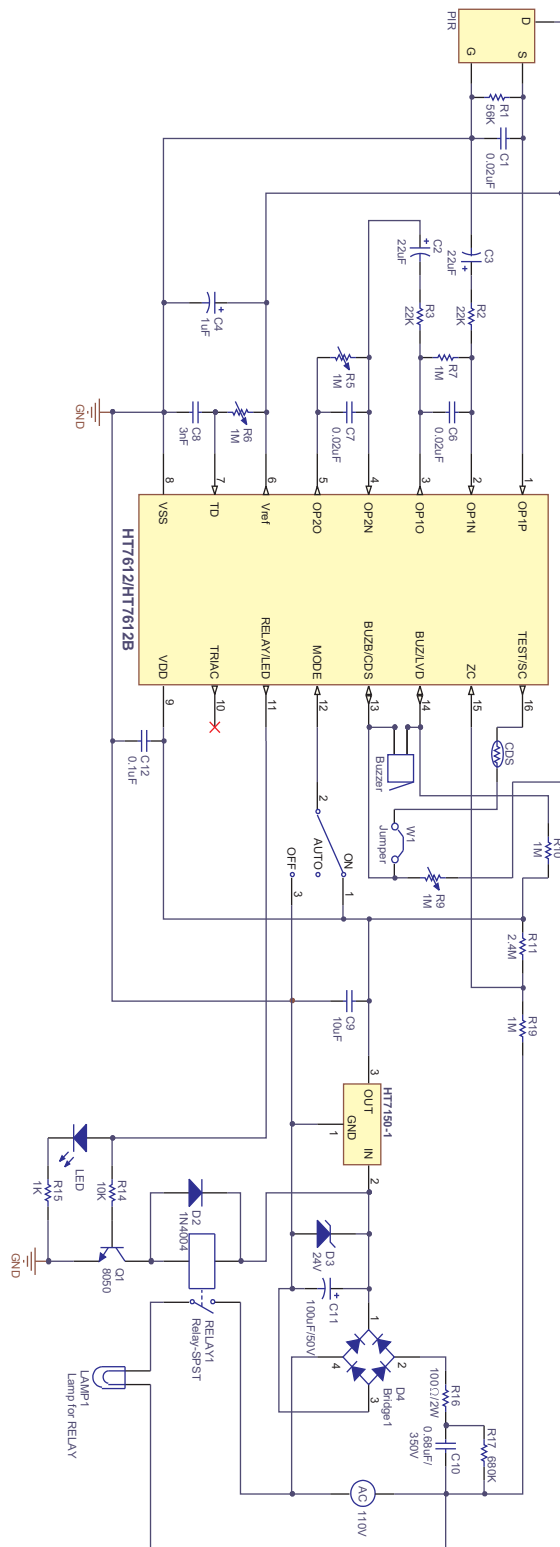 PIR
D
S
G
R1
56K
C1
0.02uF
C2
22uF
C3
22uF
R3
22K
R2
22K
C4
1uF
R5
1M
R7
1M
GND
C8
3nF
R6
1M
C7
0.02uF
C6
0.02uF
8
7
6
5
4
3
2
1
VSS
TD
Vref
OP2O
OP2N
OP1O
OP1N
OP1P
HT7612/HT7612B
VDD
TRIAC
RELAY/LED
MODE
BUZB/CDS
BUZ/LVD
ZC
TEST/SC
9
10
11
12
13
14
15
16
C12
0.1uF
Buzzer
CDS
W1
Jumper
R10
1M
R9
1M
2
ON
AUTO
OFF
1
3
R11
2.4M
R19
1M
C9
10uF
HT7150-1
3
OUT
GND
1
IN
2
LED
R15
1K
R14
10K
D2
1N4004
Q1
8050
GND
D3
24V
C11
100uF/50V
RELAY1
Relay-SPST
1
2
4
3
D4
Bridge1
R16
100Ω/2W
R17
680K
C10
0.68uF/
350V
LAMP1
Lamp for RELAY
AC
110V